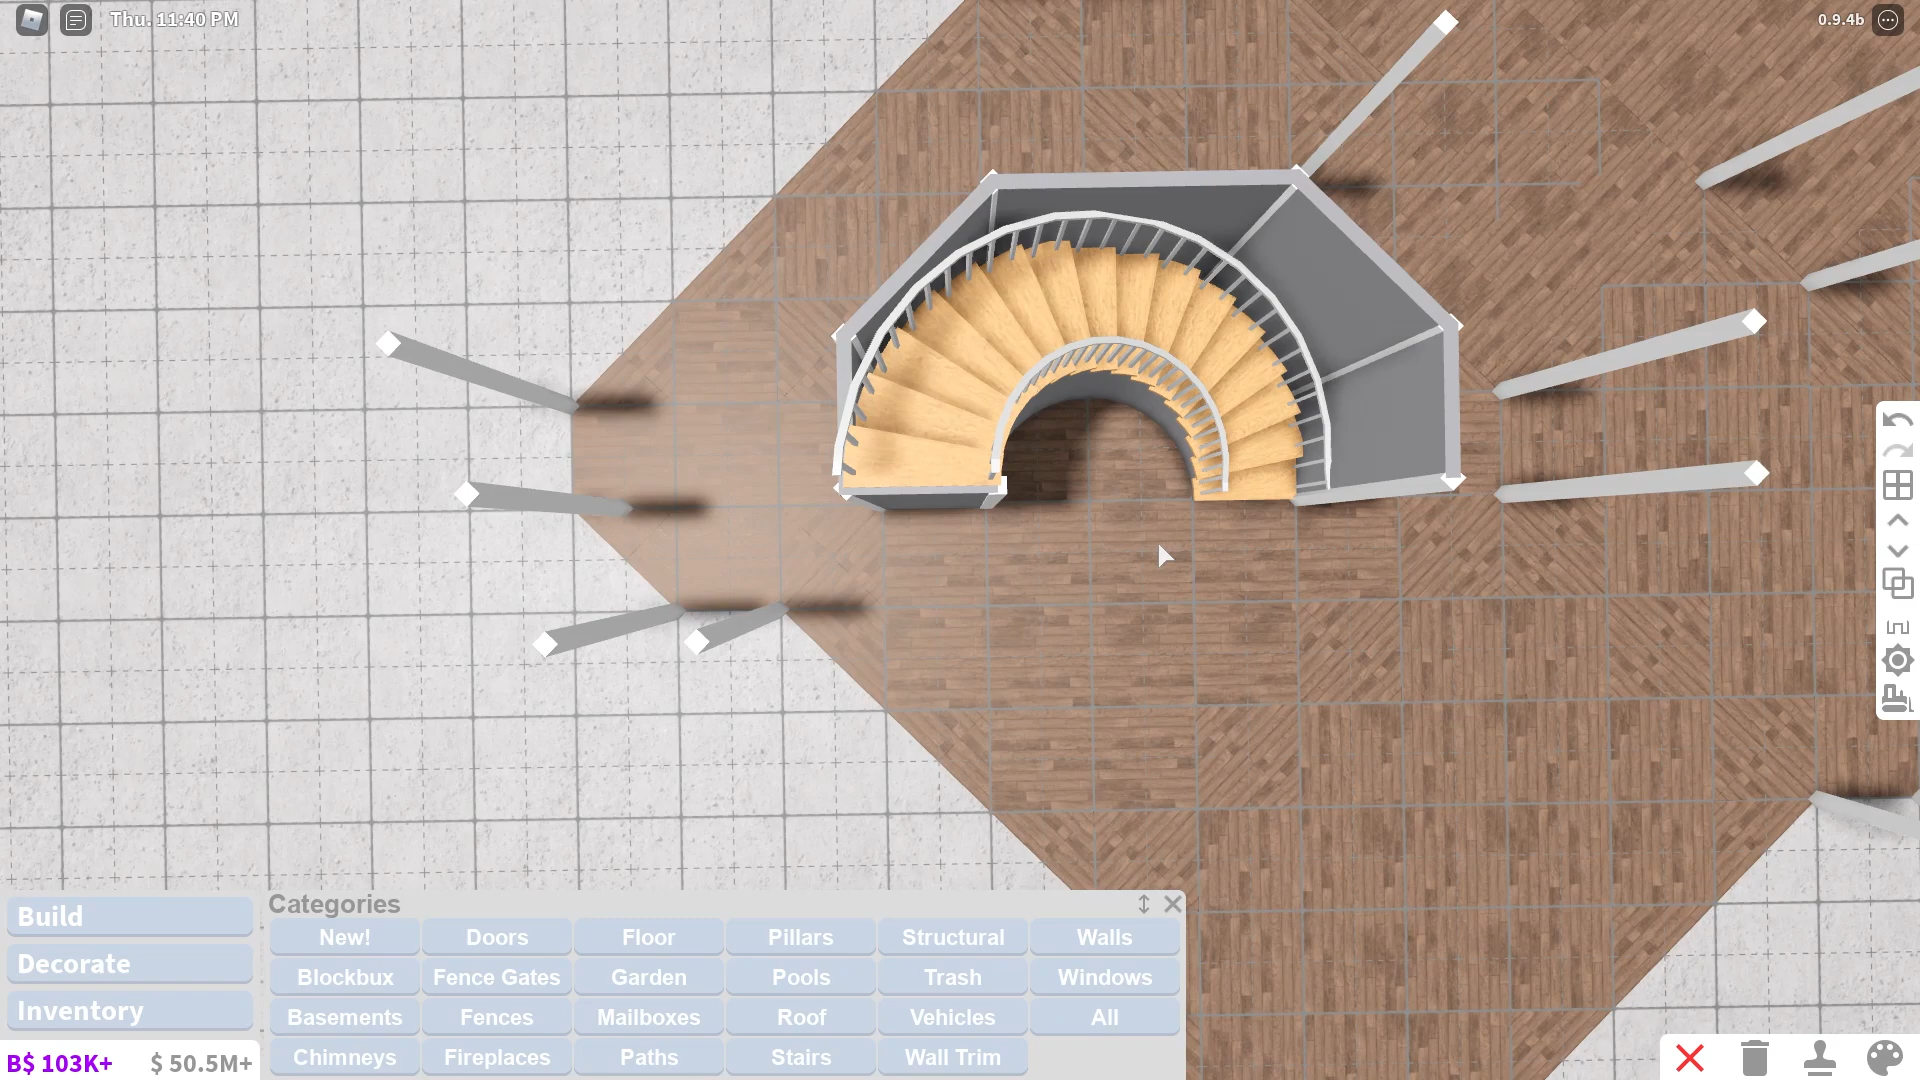 Thu. 11:40 PM
0.9.4b
Build
Decorate
Inventory
B$ 103K+ $ 50.5M+
Categories
New! Doors Floor Pillars Structural Walls
Blockbux Fence Gates Garden Pools Trash Windows
Basements Fences Mailboxes Roof Vehicles All
Chimneys Fireplaces Paths Stairs Wall Trim